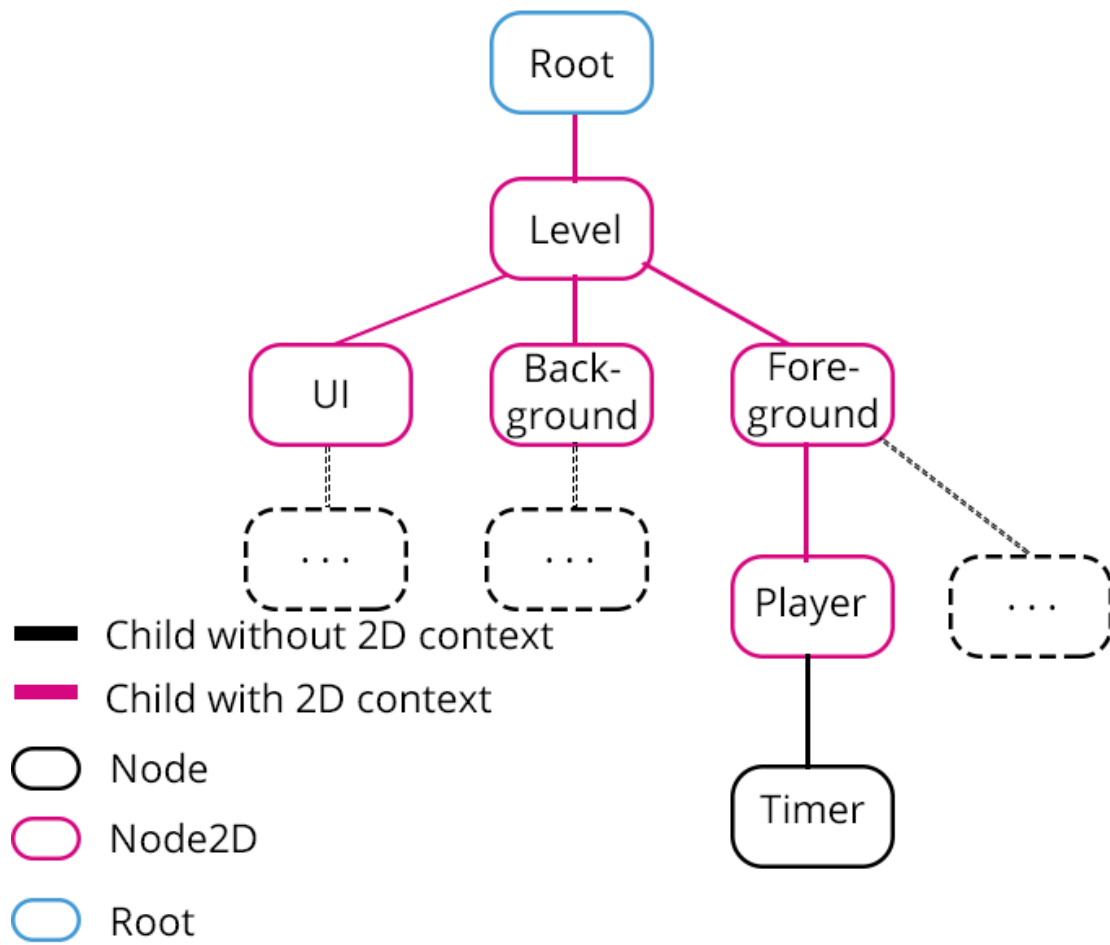 Root
Level
UI
Back-
ground
Fore-
ground
...
...
Player
...
Timer
Child without 2D context
Child with 2D context
Node
Node2D
Root